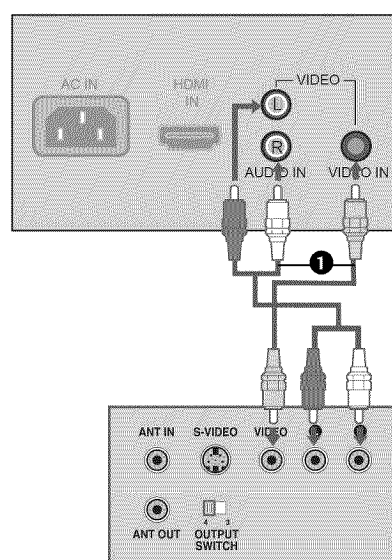 AC IN
HDMI
IN
VIDEO
L
R
AUDIO IN
VIDEO IN
1
ANT IN
S-VIDEO
VIDEO
L
R
ANT OUT
4 3
OUTPUT
SWITCH